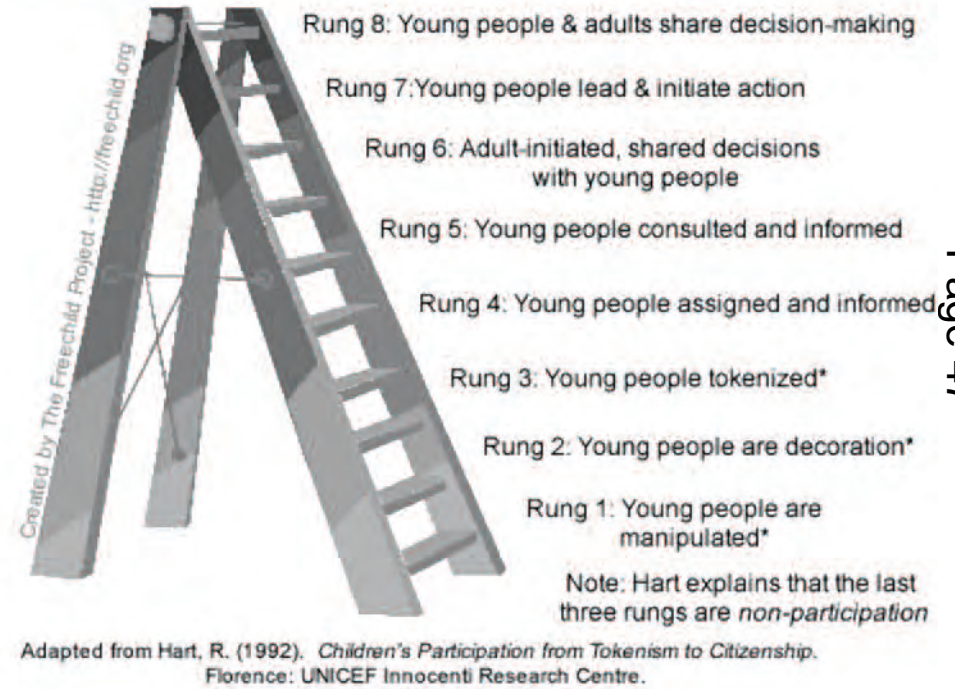 Rung 8: Young people & adults share decision-making
Rung 7:Young people lead & initiate action
Rung 6: Adult-initiated, shared decisions
with young people
Rung 5: Young people consulted and informed
Rung 4: Young people assigned and informed
Rung 3: Young people tokenized*
Rung 2: Young people are decoration*
Rung 1: Young people are
manipulated*
Note: Hart explains that the last
three rungs are non-participation
Created by The Freechild Project - http://freechild.org
Adapted from Hart, R. (1992). Children's Participation from Tokenism to Citizenship.
Florence: UNICEF Innocenti Research Centre.